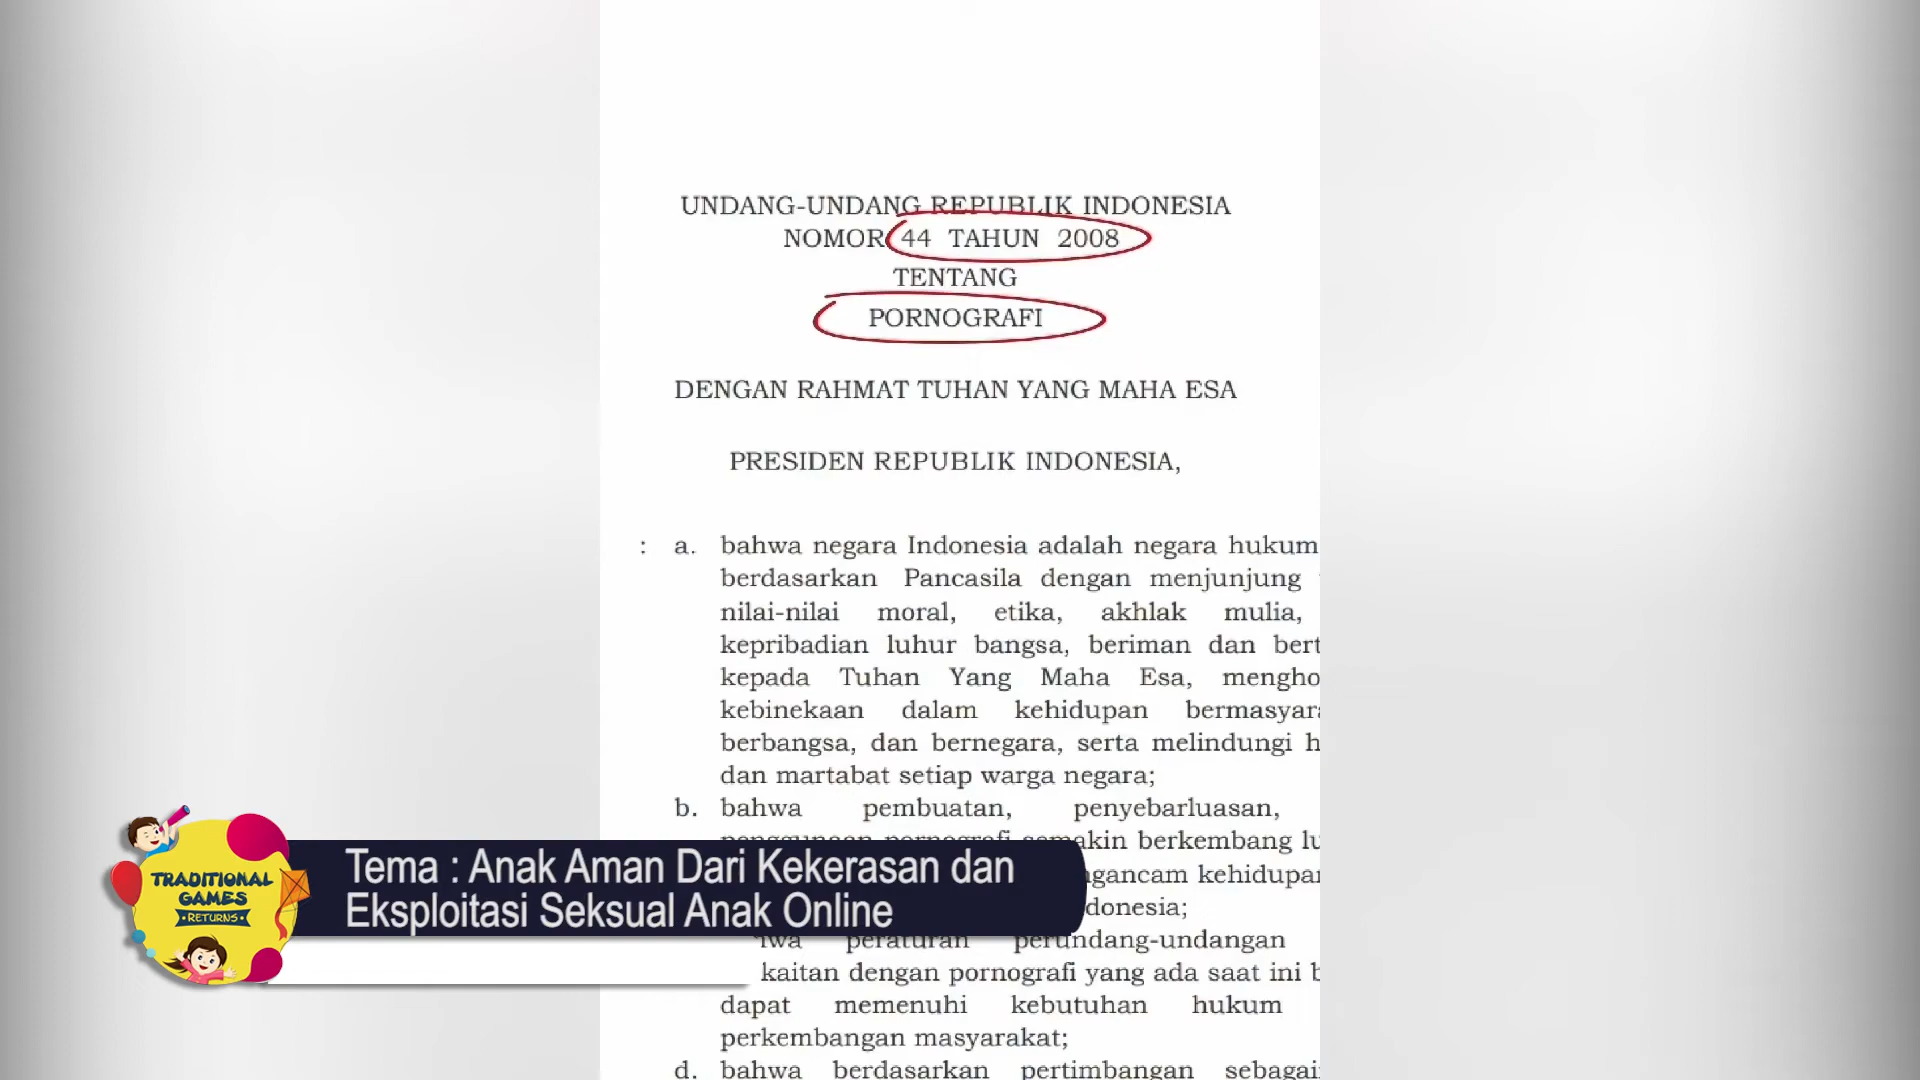 UNDANG-UNDANG REPUBLIK INDONESIA
NOMOR 44 TAHUN 2008
TENTANG
PORNOGRAFI
DENGAN RAHMAT TUHAN YANG MAHA ESA
PRESIDEN REPUBLIK INDONESIA,
: a. bahwa negara Indonesia adalah negara hukum
berdasarkan Pancasila dengan menjunjung
nilai-nilai moral, etika, akhlak mulia,
kepribadian luhur bangsa, beriman dan
kepada Tuhan Yang Maha Esa,
kebinekaan dalam kehidupan
berbangsa, dan bernegara, serta melindungi
dan martabat setiap warga negara;
b. bahwa pembuatan, penyebarluasan,
penggunaan pornografi semakin berkembang
kaitan dengan pornografi yang ada saat ini
peraturan perundang-undangan
dapat memenuhi kebutuhan hukum
perkembangan masyarakat;
d. bahwa berdasarkan pertimbangan
Tema : Anak Aman Dari Kekerasan dan
Eksploitasi Seksual Anak Online
TRADITIONAL
GAMES
RETURNS